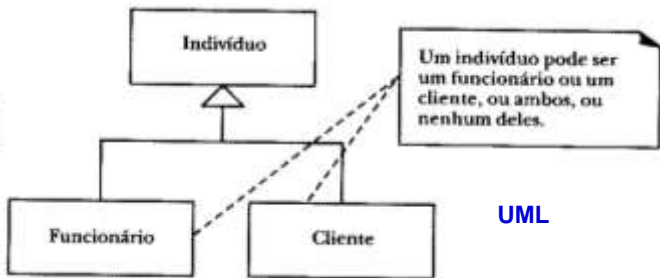 Indivíduo
Um indivíduo pode ser
um funcionário ou um
cliente, ou ambos, ou
nenhum deles.
Funcionário
Cliente
UML